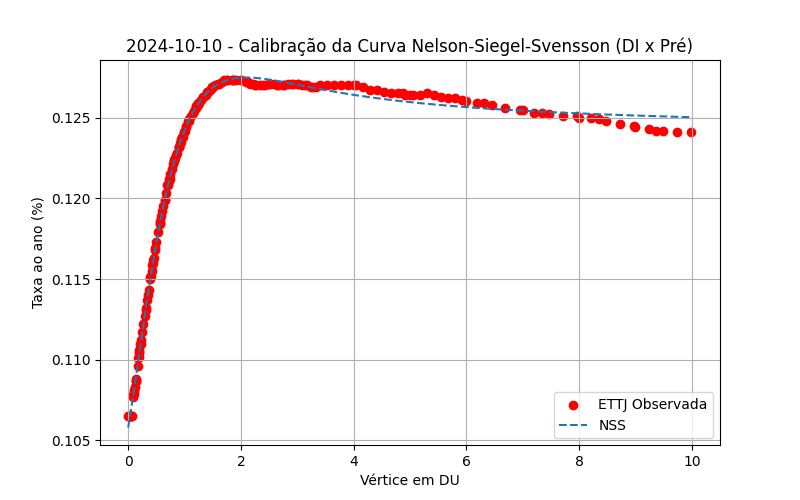 2024-10-10 - Calibração da Curva Nelson-Siegel-Svensson (DI x Pré)
Taxa ao ano (%)
0.125
0.120
0.115
0.110
0.105
0 2 4 6 8 10
Vértice em DU
ETTJ Observada
NSS